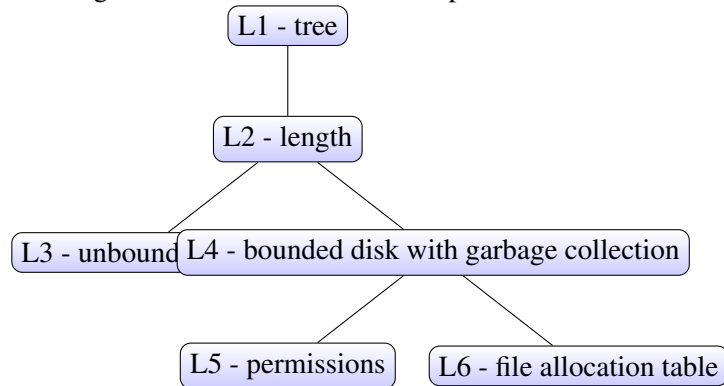 L1 - tree
L2 - length
L3 - unbound
L4 - bounded disk with garbage collection
L5 - permissions
L6 - file allocation table